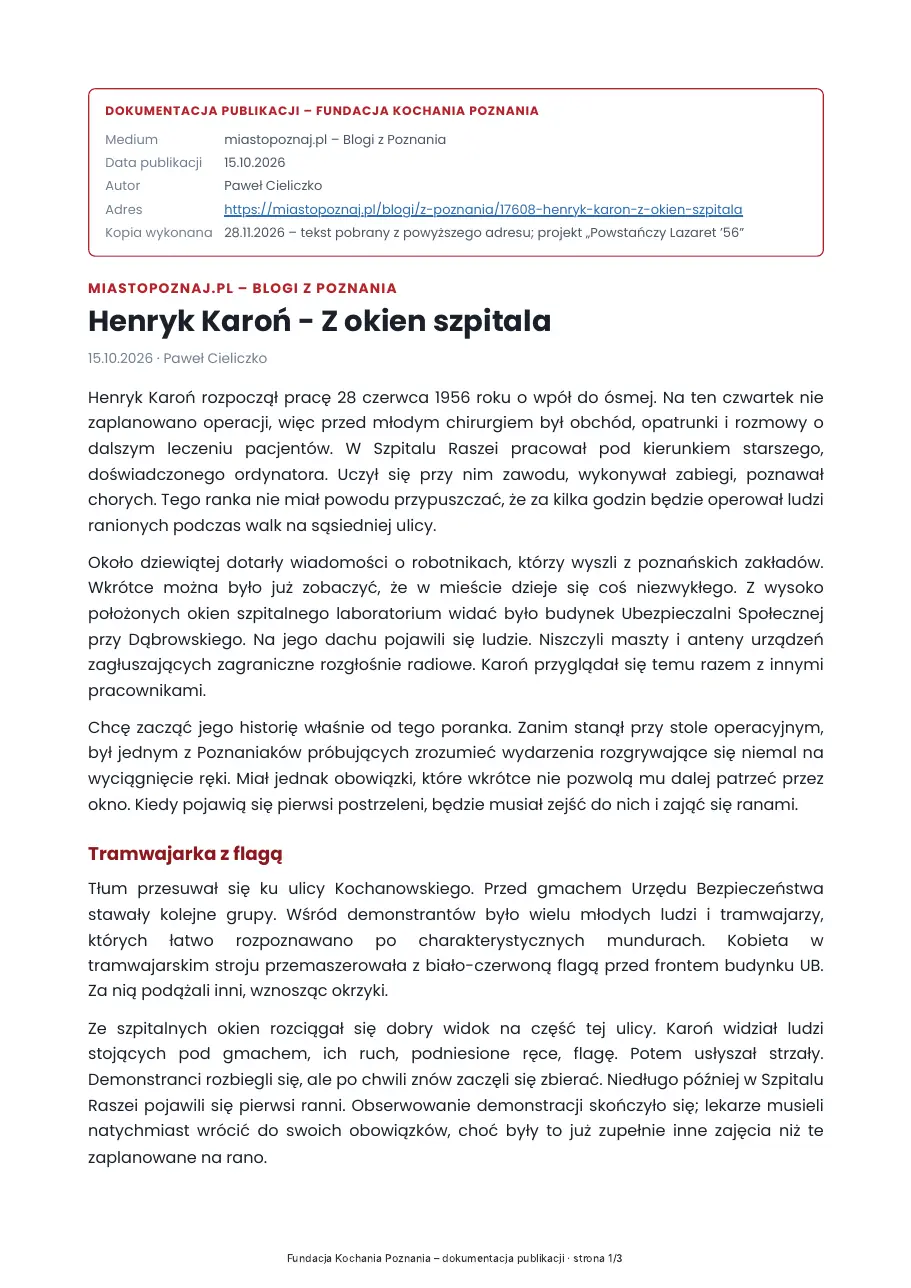 DOKUMENTACJA PUBLIKACJI – FUNDACJA KOCHANIA POZNANIA
Medium miastopoznaj.pl – Blogi z Poznania
Data publikacji 15.10.2026
Autor Paweł Cieliczko
Adres https://miastopoznaj.pl/blogi/z-poznania/17608-henryk-karon-z-okien-szpitala
Kopia wykonana 28.11.2026 – tekst pobrany z powyższego adresu; projekt „Powstańczy Lazaret ’56”
MIASTOPOZNAJ.PL – BLOGI Z POZNANIA
Henryk Karoń - Z okien szpitala
15.10.2026 · Paweł Cieliczko
Henryk Karoń rozpoczął pracę 28 czerwca 1956 roku o wpół do ósmej. Na ten czwartek nie
zaplanowano operacji, więc przed młodym chirurgiem był obchód, opatrunki i rozmowy o
dalszym leczeniu pacjentów. W Szpitalu Raszei pracował pod kierunkiem starszego,
doświadczonego ordynatora. Uczył się przy nim zawodu, wykonywał zabiegi, poznawał
chorych. Tego ranka nie miał powodu przypuszczać, że za kilka godzin będzie operował ludzi
ranionych podczas walk na sąsiedniej ulicy.
Około dziewiątej dotarły wiadomości o robotnikach, którzy wyszli z poznańskich zakładów.
Wkrótce można było już zobaczyć, że w mieście dzieje się coś niezwykłego. Z wysoko
położonych okien szpitalnego laboratorium widać było budynek Ubezpieczalni Społecznej
przy Dąbrowskiego. Na jego dachu pojawili się ludzie. Niszczyli maszty i anteny urządzeń
zagłuszających zagraniczne rozgłośnie radiowe. Karoń przyglądał się temu razem z innymi
pracownikami.
Chcę zacząć jego historię właśnie od tego poranka. Zanim stanął przy stole operacyjnym,
był jednym z Poznaniaków próbujących zrozumieć wydarzenia rozgrywające się niemal na
wyciągnięcie ręki. Miał jednak obowiązki, które wkrótce nie pozwolą mu dalej patrzeć przez
okno. Kiedy pojawią się pierwsi postrzeleni, będzie musiał zejść do nich i zająć się ranami.
Tramwajarka z flagą
Tłum przesuwał się ku ulicy Kochanowskiego. Przed gmachem Urzędu Bezpieczeństwa
stawały kolejne grupy. Wśród demonstrantów było wielu młodych ludzi i tramwajarzy,
których łatwo rozpoznawano po charakterystycznych mundurach. Kobieta w
tramwajarskim stroju przemaszerowała z biało-czerwoną flagą przed frontem budynku UB.
Za nią podążali inni, wznosząc okrzyki.
Ze szpitalnych okien rozciągał się dobry widok na część tej ulicy. Karoń widział ludzi
stojących pod gmachem, ich ruch, podniesione ręce, flagę. Potem usłyszał strzały.
Demonstranci rozbiegli się, ale po chwili znów zaczęli się zbierać. Niedługo później w Szpitalu
Raszei pojawili się pierwsi ranni. Obserwowanie demonstracji skończyło się; lekarze musieli
natychmiast wrócić do swoich obowiązków, choć były to już zupełnie inne zajęcia niż te
zaplanowane na rano.
Fundacja Kochania Poznania – dokumentacja publikacji · strona 1/3